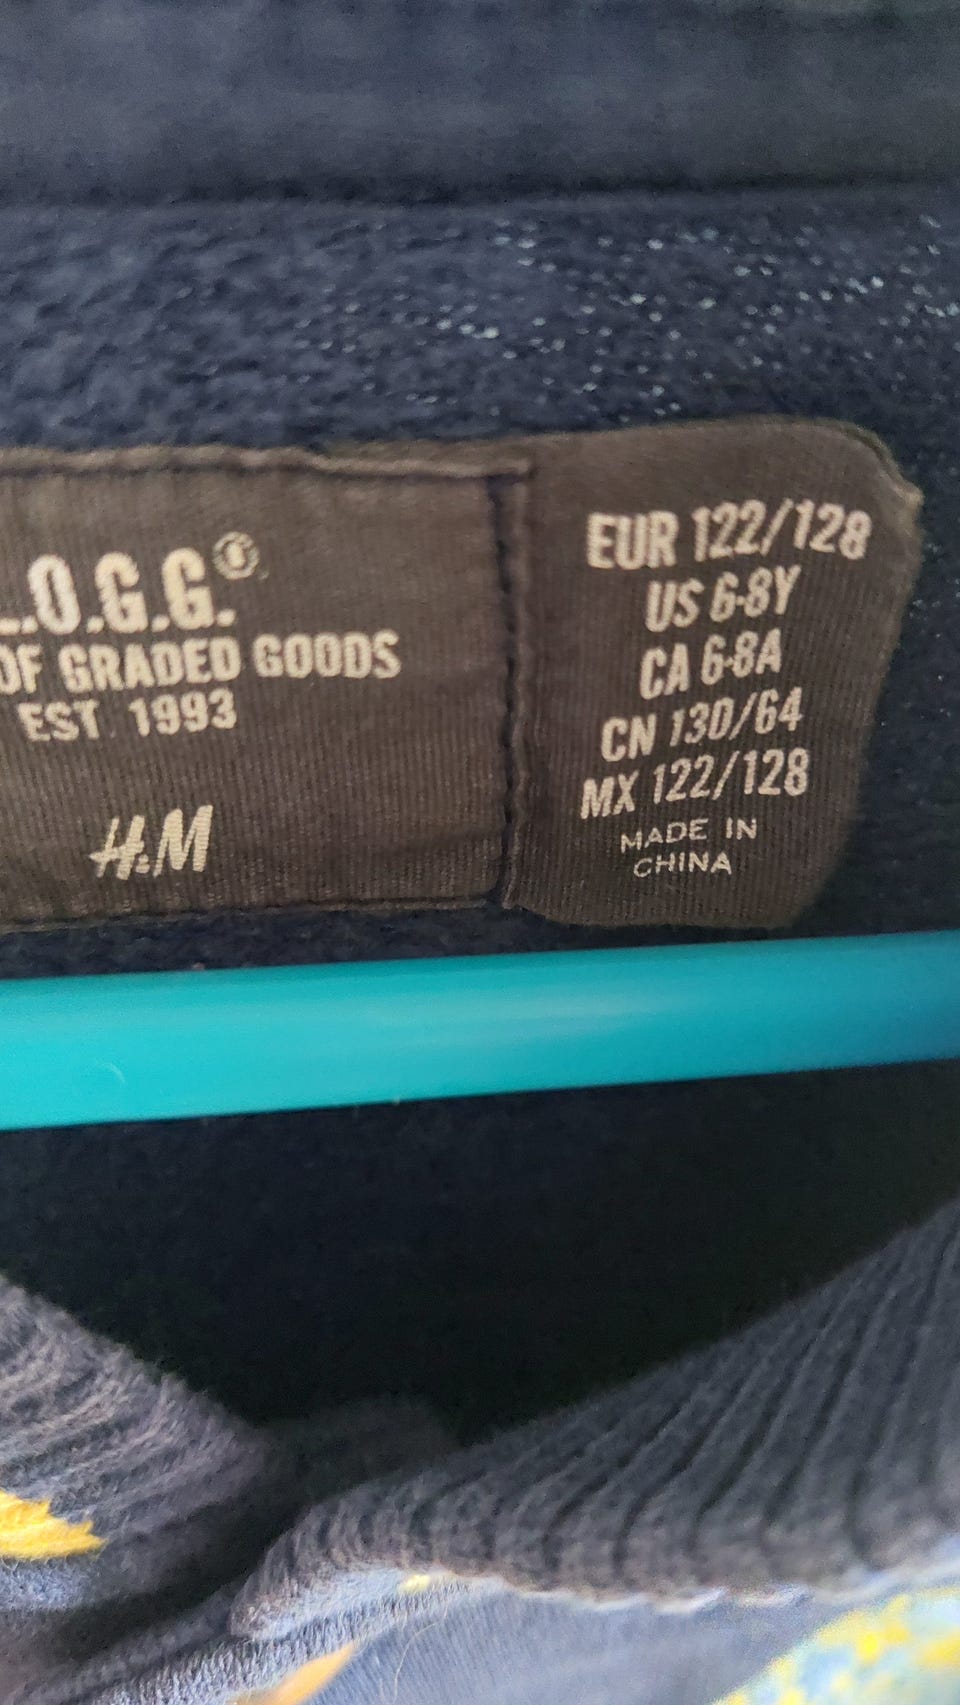 .O.G.G.®
OF GRADED GOODS
EST. 1993
H&M
EUR 122/128
US 6-8Y
CA 6-8A
CN 130/64
MX 122/128
MADE IN
CHINA